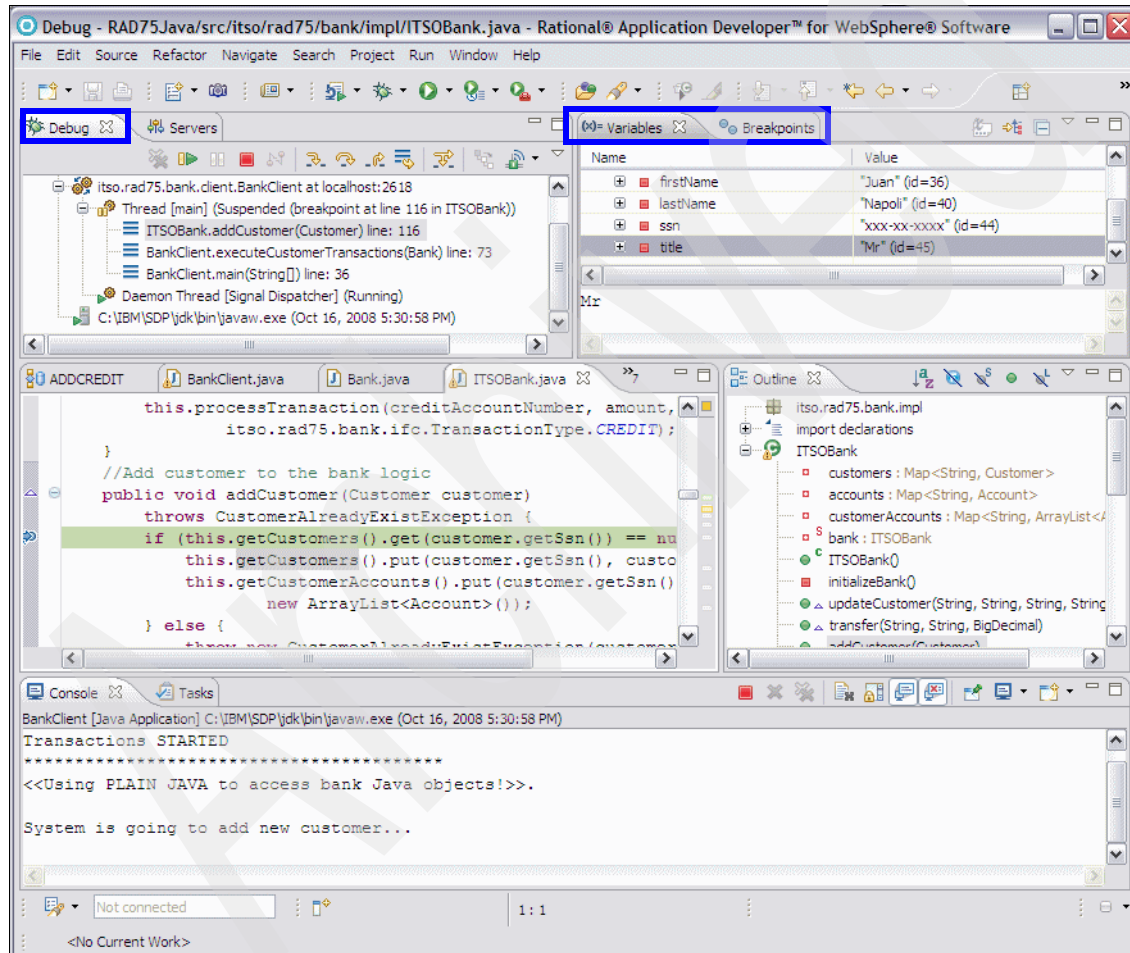 Debug - RAD75Java/src/itso/rad75/bank/impl/ITSOBank.java - Rational® Application Developer™ for WebSphere® Software
File Edit Source Refactor Navigate Search Project Run Window Help
Debug Servers
(x)= Variables Breakpoints
itso.rad75.bank.client.BankClient at localhost:2618
Thread [main] (Suspended (breakpoint at line 116 in ITSOBank))
ITSOBank.addCustomer(Customer) line: 116
BankClient.executeCustomerTransactions(Bank) line: 73
BankClient.main(String[]) line: 36
Daemon Thread [Signal Dispatcher] (Running)
C:\IBM\SDP\jdk\bin\javaw.exe (Oct 16, 2008 5:30:58 PM)
Name Value
firstName "Juan" (id=36)
lastName "Napoli" (id=40)
ssn "xxx-xx-xxxx" (id=44)
title "Mr" (id=45)
Mr
ADDCREDIT BankClient.java Bank.java ITSOBank.java »7
this.processTransaction(creditAccountNumber, amount,
itso.rad75.bank.ifc.TransactionType.CREDIT);
}
//Add customer to the bank logic
public void addCustomer(Customer customer)
throws CustomerAlreadyExistException {
if (this.getCustomers().get(customer.getSsn()) == nu
this.getCustomers().put(customer.getSsn(), custo
this.getCustomerAccounts().put(customer.getSsn()
new ArrayList<Account>());
} else {
throw new CustomerAlreadyExistException(customer
Outline
itso.rad75.bank.impl
import declarations
ITSOBank
customers : Map<String, Customer>
accounts : Map<String, Account>
customerAccounts : Map<String, ArrayList<A
bank : ITSOBank
ITSOBank()
initializeBank()
updateCustomer(String, String, String, String
transfer(String, String, BigDecimal)
addCustomer(Customer)
Console Tasks
BankClient [Java Application] C:\IBM\SDP\jdk\bin\javaw.exe (Oct 16, 2008 5:30:58 PM)
Transactions STARTED
*****************************************
<<Using PLAIN JAVA to access bank Java objects!>>.
System is going to add new customer...
Not connected
1: 1
<No Current Work>